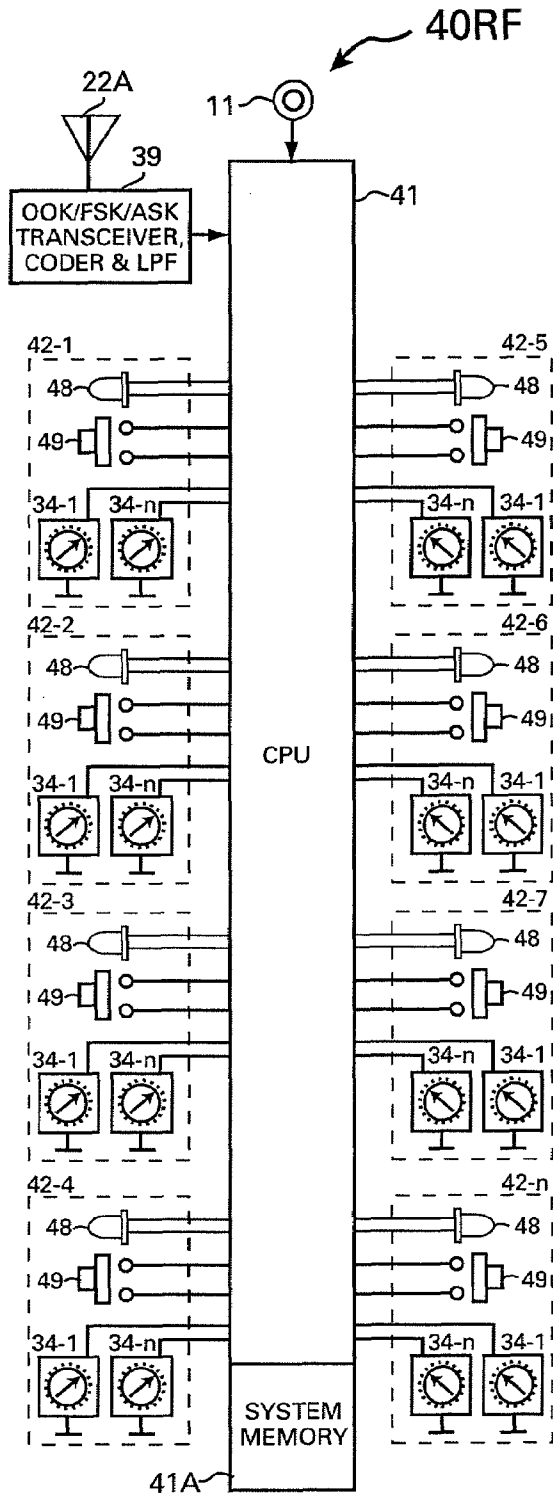 40RF
22A
11
39
41
OOK/FSK/ASK
TRANSCEIVER,
CODER & LPF
42-1
42-5
48
48
49
49
34-1 34-n
34-n 34-1
42-2
42-6
48
48
49
49
CPU
34-1 34-n
34-n 34-1
42-3
42-7
48
48
49
49
34-1 34-n
34-n 34-1
42-4
42-n
48
48
49
49
34-1 34-n
34-n 34-1
SYSTEM
MEMORY
41A